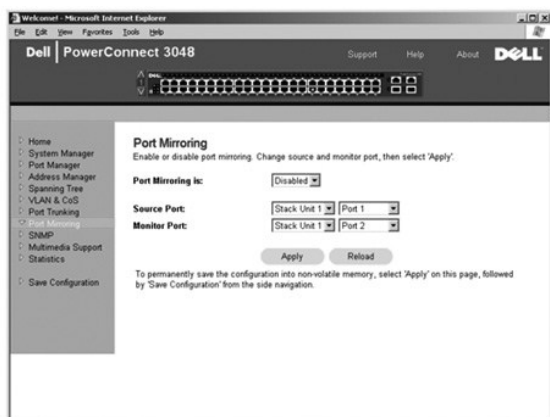 Welcome! - Microsoft Internet Explorer
File Edit View Favorites Tools Help
Dell | PowerConnect 3048
Support Help About DELL
Home
System Manager
Port Manager
Address Manager
Spanning Tree
VLAN & CoS
Port Trunking
Port Mirroring
SNMP
Multimedia Support
Statistics
Save Configuration
Port Mirroring
Enable or disable port mirroring. Change source and monitor port, then select 'Apply'.
Port Mirroring is: Disabled
Source Port: Stack Unit 1 Port 1
Monitor Port: Stack Unit 1 Port 2
Apply Reload
To permanently save the configuration into non-volatile memory, select 'Apply' on this page, followed
by 'Save Configuration' from the side navigation.